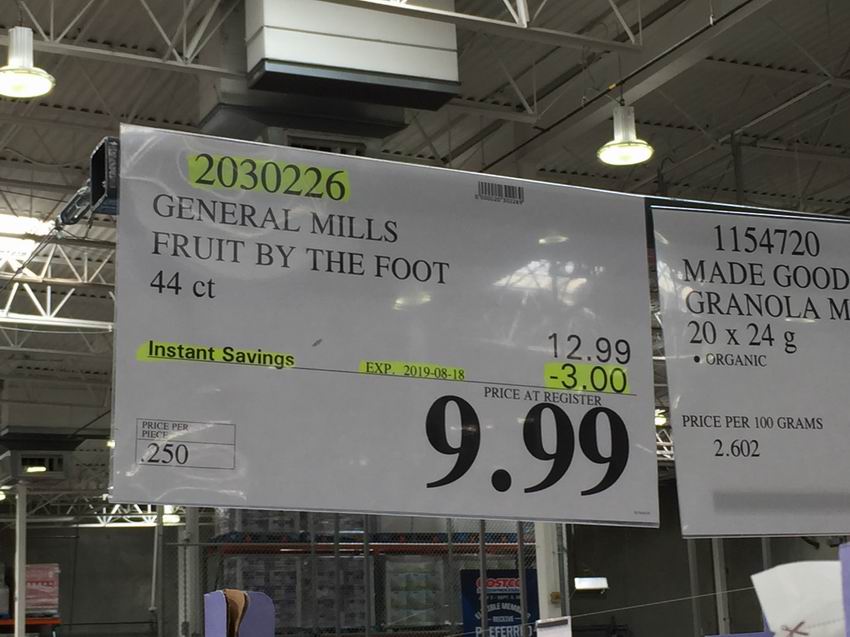 2030226
GENERAL MILLS
FRUIT BY THE FOOT
44 ct
12.99
Instant Savings EXP. 2019-08-18 -3.00
PRICE AT REGISTER
9.99
PRICE PER
PIECE
.250
1154720
MADE GOOD
GRANOLA M
20 x 24 g
• ORGANIC
PRICE PER 100 GRAMS
2.602
COSTCO
RECEIVE